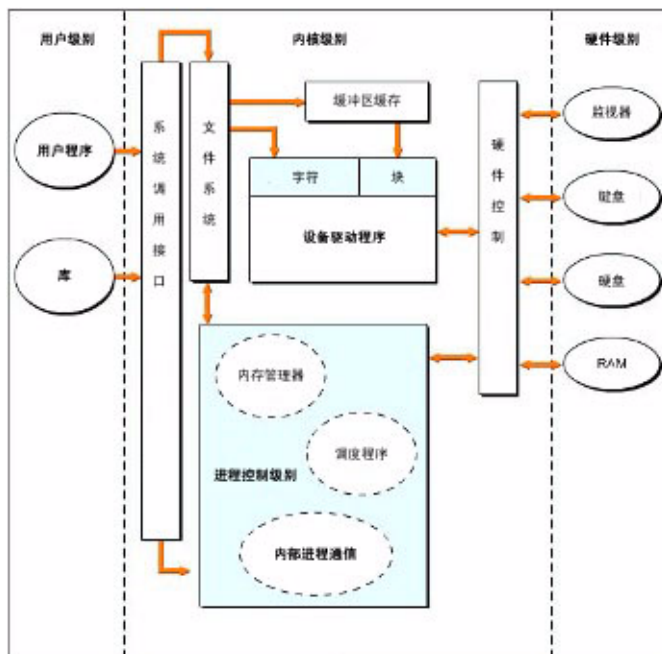 用户级别
内核级别
硬件级别
用户程序
库
系统调用接口
文件系统
缓冲区缓存
字符
块
设备驱动程序
硬件控制
监视器
键盘
硬盘
RAM
内存管理器
调度程序
进程控制级别
内部进程通信